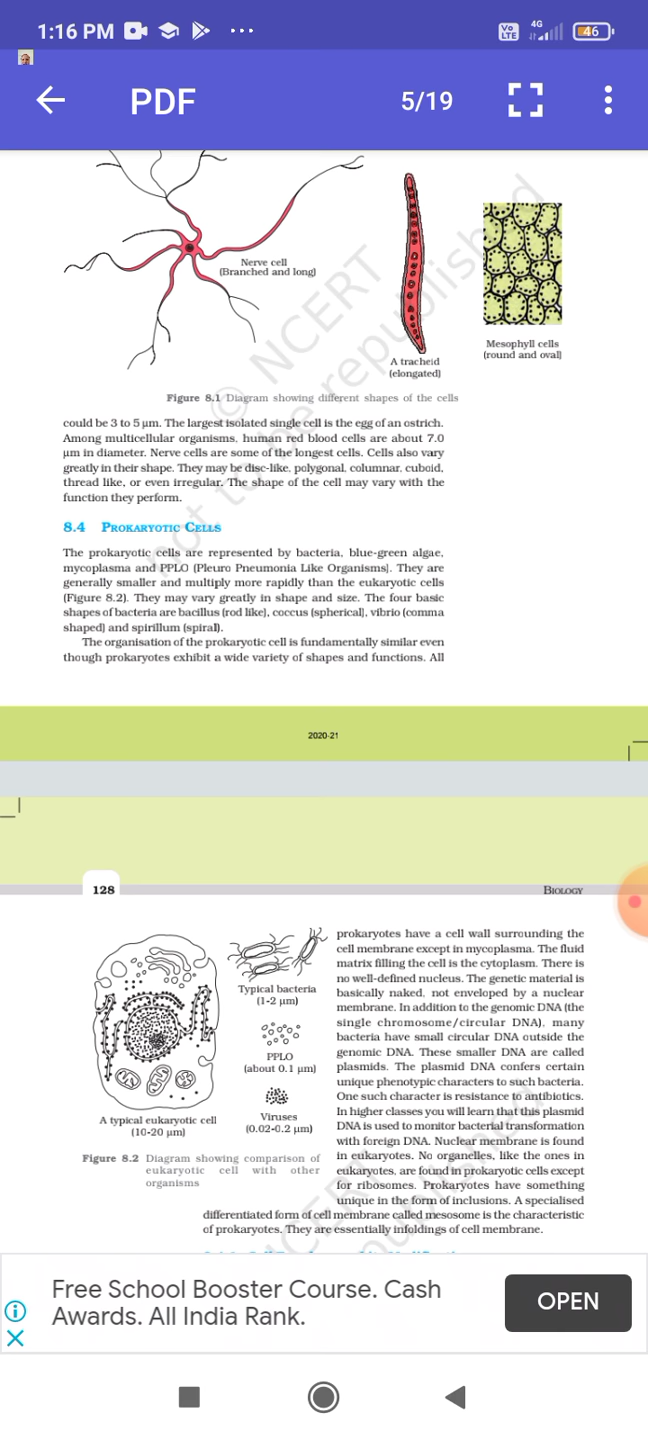 1:16 PM ...
Vo LTE 4G 46
PDF 5/19
Nerve cell
(Branched and long)
A tracheid
(elongated)
Mesophyll cells
(round and oval)
© NCERT
not to be republished
Figure 8.1 Diagram showing different shapes of the cells
could be 3 to 5 µm. The largest isolated single cell is the egg of an ostrich.
Among multicellular organisms, human red blood cells are about 7.0
µm in diameter. Nerve cells are some of the longest cells. Cells also vary
greatly in their shape. They may be disc-like, polygonal, columnar, cuboid,
thread like, or even irregular. The shape of the cell may vary with the
function they perform.
8.4 PROKARYOTIC CELLS
The prokaryotic cells are represented by bacteria, blue-green algae,
mycoplasma and PPLO (Pleuro Pneumonia Like Organisms). They are
generally smaller and multiply more rapidly than the eukaryotic cells
(Figure 8.2). They may vary greatly in shape and size. The four basic
shapes of bacteria are bacillus (rod like), coccus (spherical), vibrio (comma
shaped) and spirillum (spiral).
The organisation of the prokaryotic cell is fundamentally similar even
though prokaryotes exhibit a wide variety of shapes and functions. All
2020-21
128 BIOLOGY
Typical bacteria
(1-2 µm)
PPLO
(about 0.1 µm)
Viruses
(0.02-0.2 µm)
A typical eukaryotic cell
(10-20 µm)
Figure 8.2 Diagram showing comparison of
eukaryotic cell with other
organisms
prokaryotes have a cell wall surrounding the
cell membrane except in mycoplasma. The fluid
matrix filling the cell is the cytoplasm. There is
no well-defined nucleus. The genetic material is
basically naked, not enveloped by a nuclear
membrane. In addition to the genomic DNA (the
single chromosome/circular DNA), many
bacteria have small circular DNA outside the
genomic DNA. These smaller DNA are called
plasmids. The plasmid DNA confers certain
unique phenotypic characters to such bacteria.
One such character is resistance to antibiotics.
In higher classes you will learn that this plasmid
DNA is used to monitor bacterial transformation
with foreign DNA. Nuclear membrane is found
in eukaryotes. No organelles, like the ones in
eukaryotes, are found in prokaryotic cells except
for ribosomes. Prokaryotes have something
unique in the form of inclusions. A specialised
differentiated form of cell membrane called mesosome is the characteristic
of prokaryotes. They are essentially infoldings of cell membrane.
Free School Booster Course. Cash
Awards. All India Rank.
OPEN